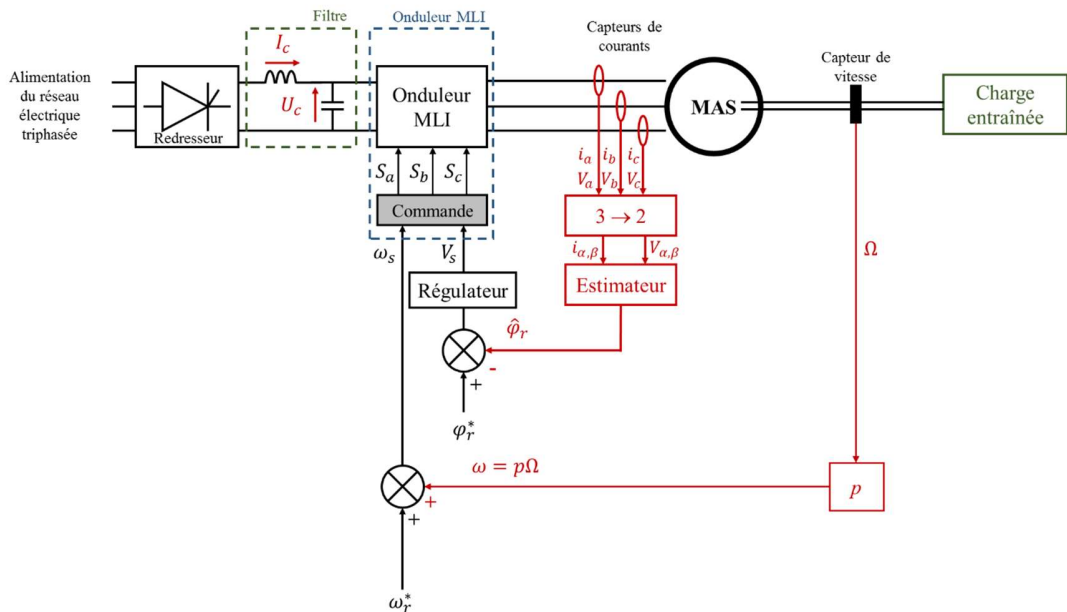 Filtre
Onduleur MLI
Capteurs de
courants
Capteur de
vitesse
Alimentation
du réseau
électrique
triphasée
Redresseur
I_c
U_c
Onduleur
MLI
MAS
Charge
entraînée
S_a S_b S_c
i_a i_b i_c
V_a V_b V_c
Commande
3 → 2
ω_s V_s
i_{α,β} V_{α,β}
Ω
Régulateur
Estimateur
φ̂_r
-
+
φ_r^*
ω = pΩ
p
+
+
ω_r^*